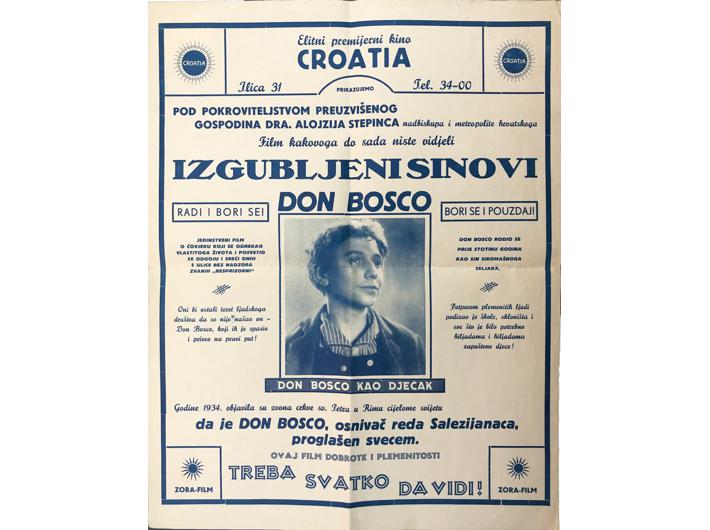 Elitni premijerni kino
CROATIA
CROATIA
CROATIA
Ilica 31
PRIKAZUJEMO
Tel. 34-00
POD POKROVITELJSTVOM PREUZVIŠENOG
GOSPODINA DRA. ALOJZIJA STEPINCA nadbiskupa i metropolite hrvatskoga
Film kakovoga do sada niste vidjeli
IZGUBLJENI SINOVI
DON BOSCO
RADI I BORI SE!
BORI SE I POUZDAJ!
JEDINSTVENI FILM
O ČOVJEKU KOJI SE ODREKAO
VLASTITOGA ŽIVOTA I POSVETIO
SE ODGOJU I SREĆI ONIH
S ULICE BEZ NADZORA
ZVANIH „BESPRIZORNI"
Oni bi ostali teret ljudskoga
društva da se nije našao on -
Don Bosco, koji ih je spasio
i priveo na pravi put!
DON BOSCO RODIO SE
PRIJE STOTINU GODINA
KAO SIN SIROMAŠNOGA
SELJAKA.
Potporom plemenitih ljudi
podizao je škole, skloništa i
sve što je bilo potrebno
hiljadama i hiljadama
zapuštene djece!
DON BOSCO KAO DJEČAK
Godine 1934. objavila su zvona crkve sv. Petra u Rimu cijelome svijetu
da je DON BOSCO, osnivač reda Salezijanaca,
proglašen svecem.
OVAJ FILM DOBROTE I PLEMENITOSTI
TREBA SVATKO DA VIDI!
ZORA-FILM
ZORA-FILM